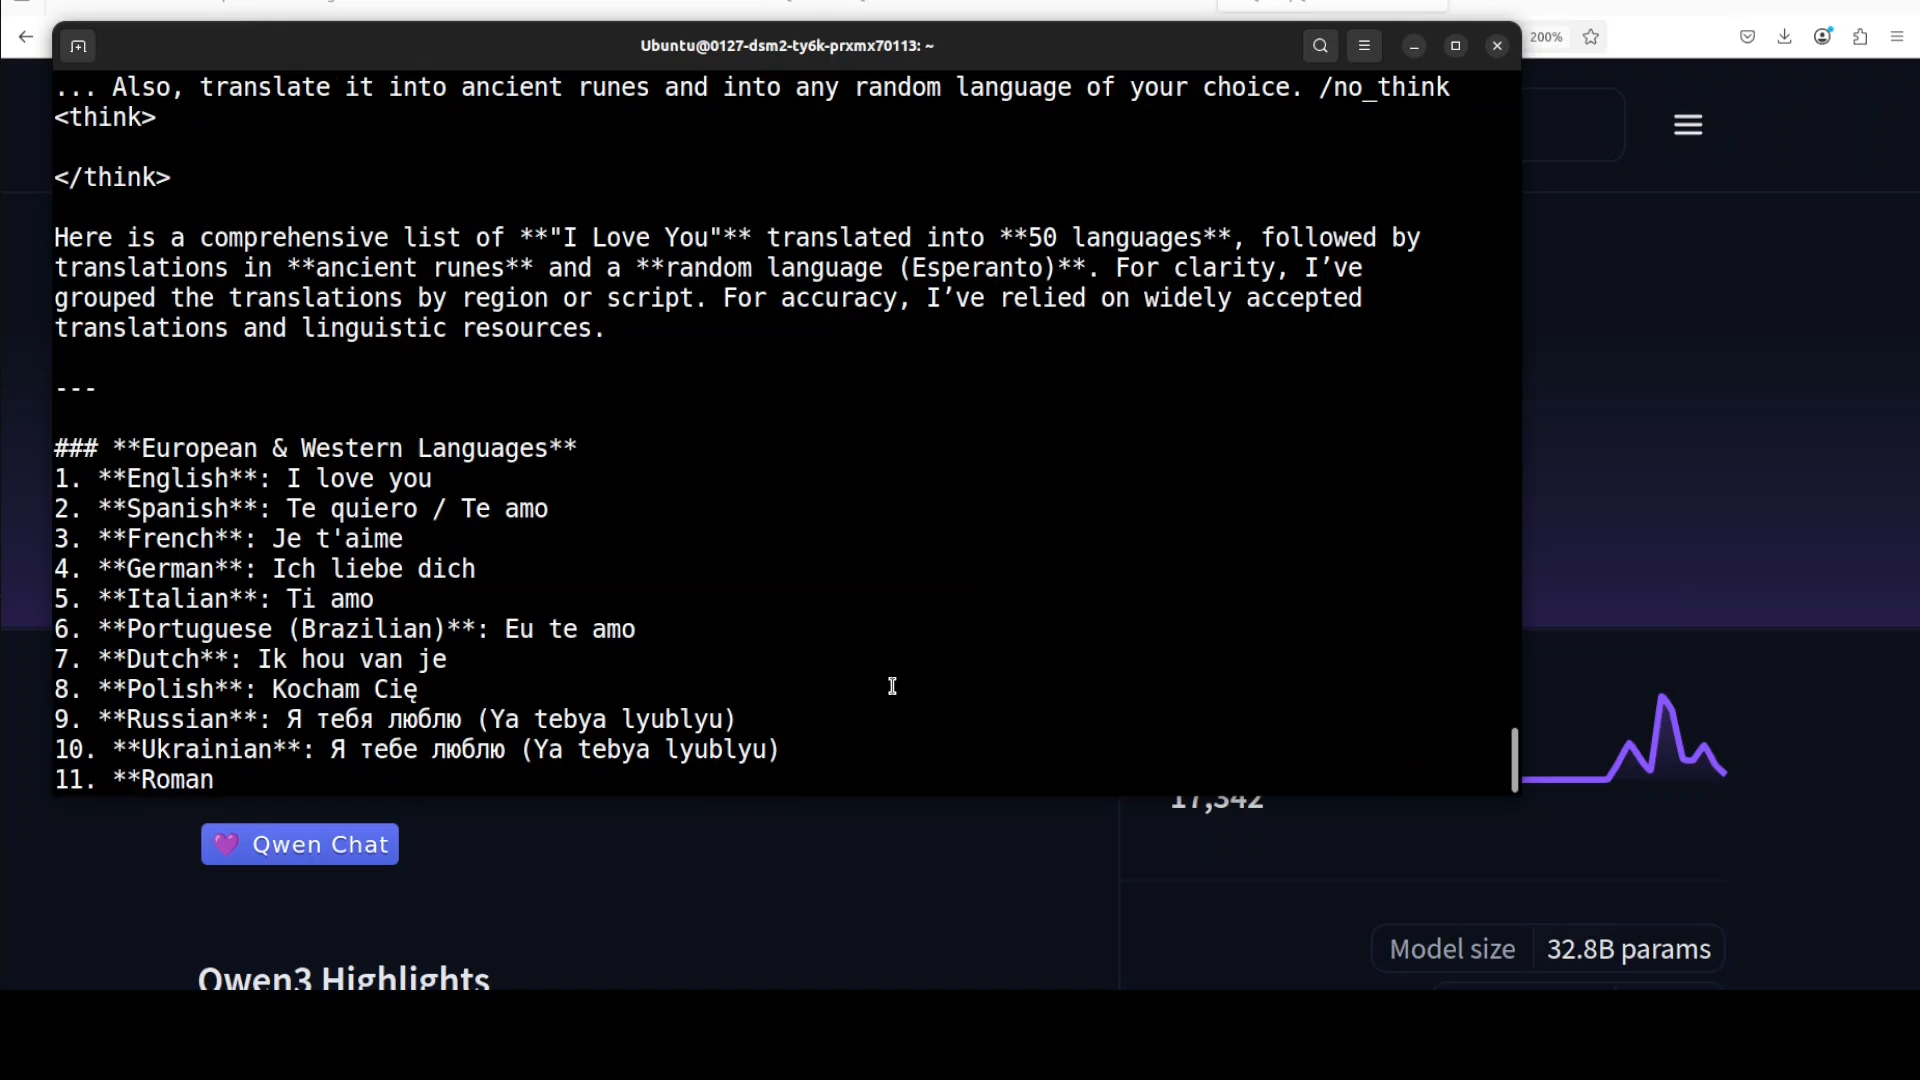 Ubuntu@0127-dsm2-ty6k-prxmx70113: ~
200%
... Also, translate it into ancient runes and into any random language of your choice. /no_think
<think>
</think>
Here is a comprehensive list of **"I Love You"** translated into **50 languages**, followed by
translations in **ancient runes** and a **random language (Esperanto)**. For clarity, I’ve
grouped the translations by region or script. For accuracy, I’ve relied on widely accepted
translations and linguistic resources.
---
### **European & Western Languages**
1. **English**: I love you
2. **Spanish**: Te quiero / Te amo
3. **French**: Je t'aime
4. **German**: Ich liebe dich
5. **Italian**: Ti amo
6. **Portuguese (Brazilian)**: Eu te amo
7. **Dutch**: Ik hou van je
8. **Polish**: Kocham Cię
9. **Russian**: Я тебя люблю (Ya tebya lyublyu)
10. **Ukrainian**: Я тебе люблю (Ya tebya lyublyu)
11. **Roman
17,342
Qwen Chat
Model size 32.8B params
Qwen3 Highlights